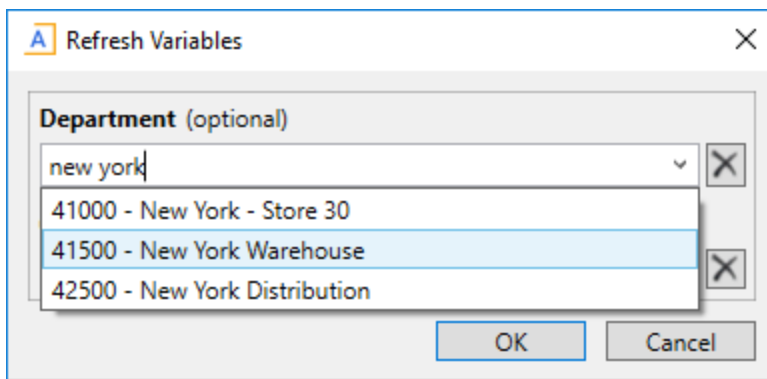 A Refresh Variables
Department (optional)
new york
41000 - New York - Store 30
41500 - New York Warehouse
42500 - New York Distribution
OK Cancel